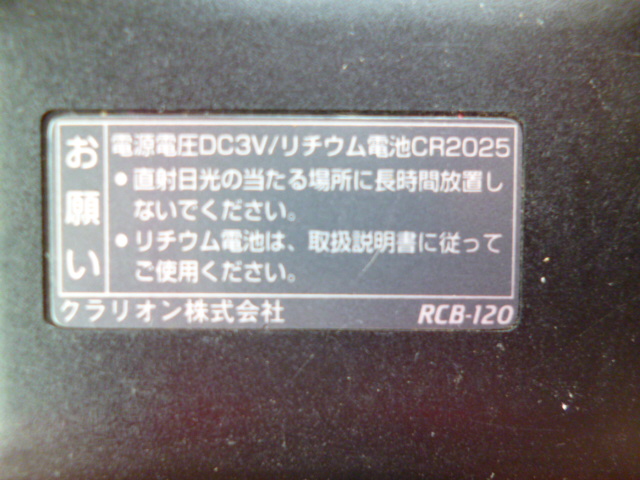 お願い
電源電圧DC3V/リチウム電池CR2025
●直射日光の当たる場所に長時間放置し
ないでください。
●リチウム電池は、取扱説明書に従って
ご使用ください。
クラリオン株式会社 RCB-120